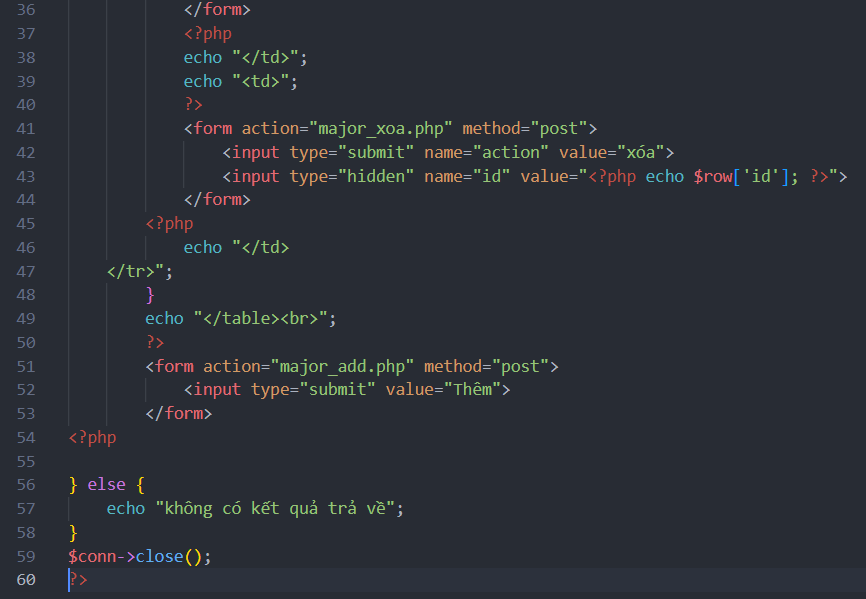 36 </form>
37 <?php
38 echo "</td>";
39 echo "<td>";
40 ?>
41 <form action="major_xoa.php" method="post">
42 <input type="submit" name="action" value="xóa">
43 <input type="hidden" name="id" value="<?php echo $row['id']; ?>">
44 </form>
45 <?php
46 echo "</td>
47 </tr>";
48 }
49 echo "</table><br>";
50 ?>
51 <form action="major_add.php" method="post">
52 <input type="submit" value="Thêm">
53 </form>
54 <?php
55
56 } else {
57 echo "không có kết quả trả về";
58 }
59 $conn->close();
60 ?>